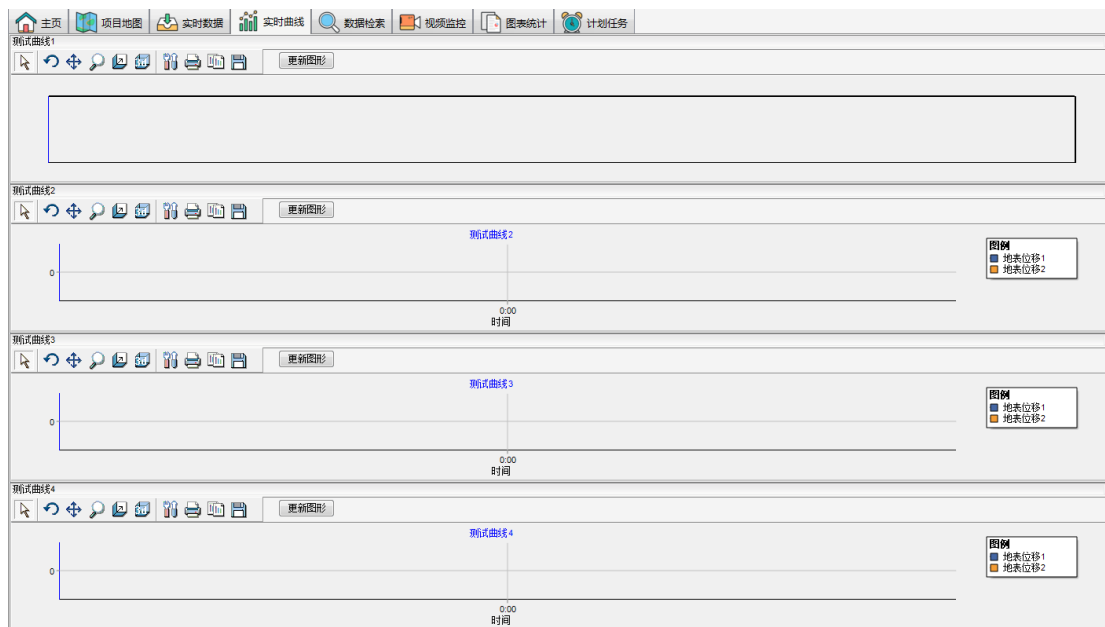 主页 项目地图 实时数据 实时曲线 数据检索 视频监控 图表统计 计划任务
测试曲线1
更新图形
测试曲线2
更新图形
测试曲线2
图例
地表位移1
地表位移2
0
0:00
时间
测试曲线3
更新图形
测试曲线3
图例
地表位移1
地表位移2
0
0:00
时间
测试曲线4
更新图形
测试曲线4
图例
地表位移1
地表位移2
0
0:00
时间